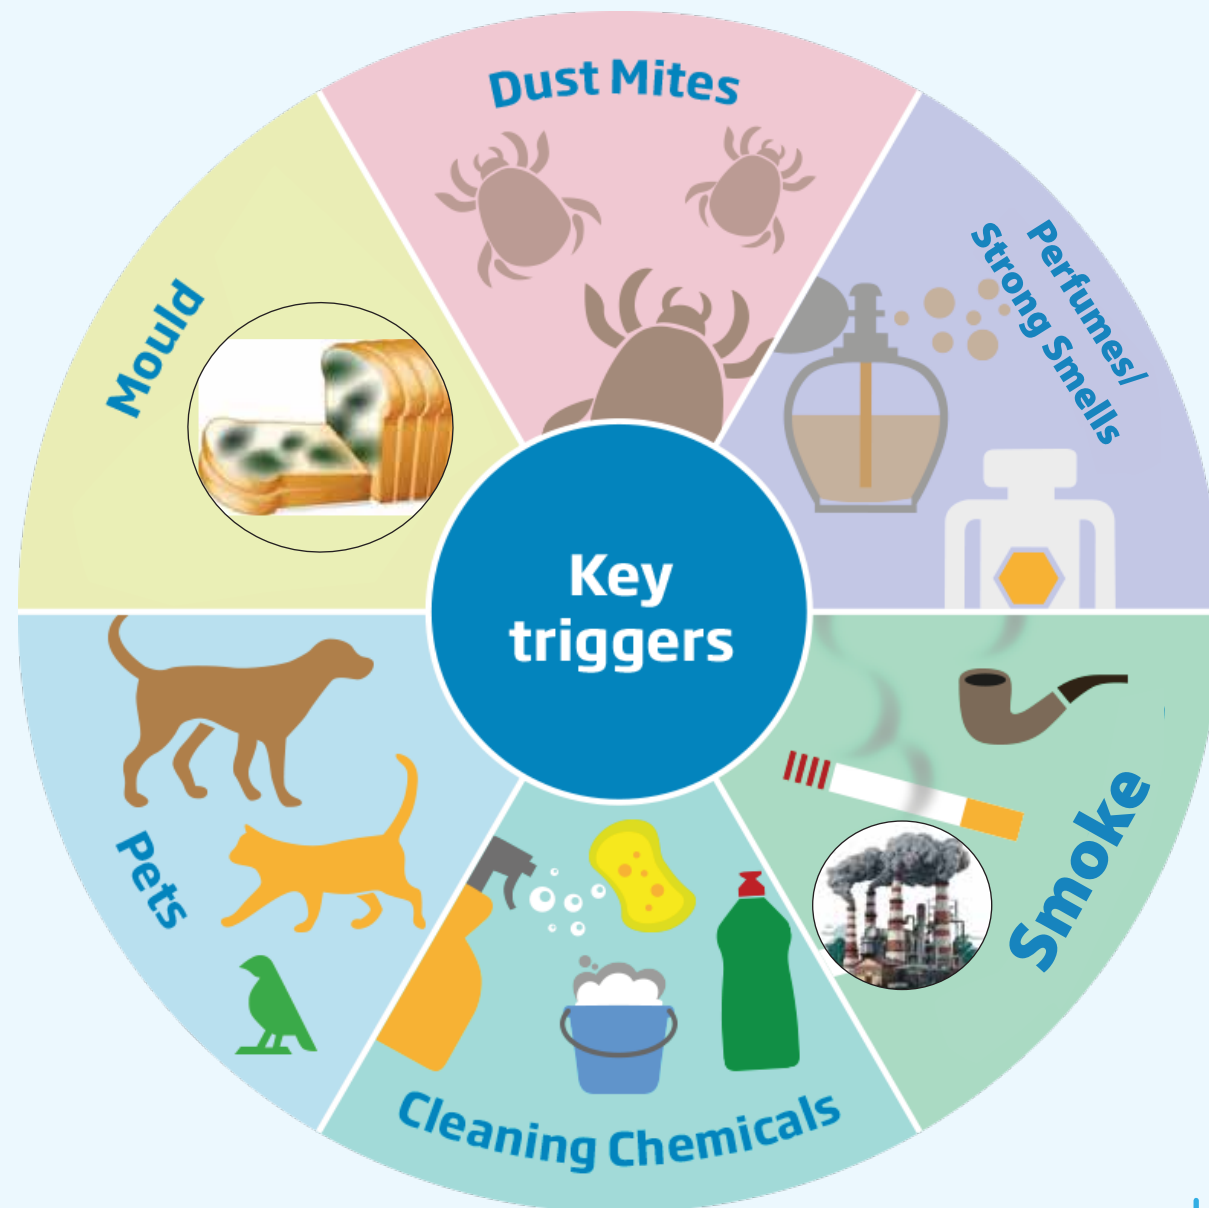 Dust Mites
Perfumes/
Strong Smells
Mould
Key
triggers
Smoke
Pets
Cleaning Chemicals